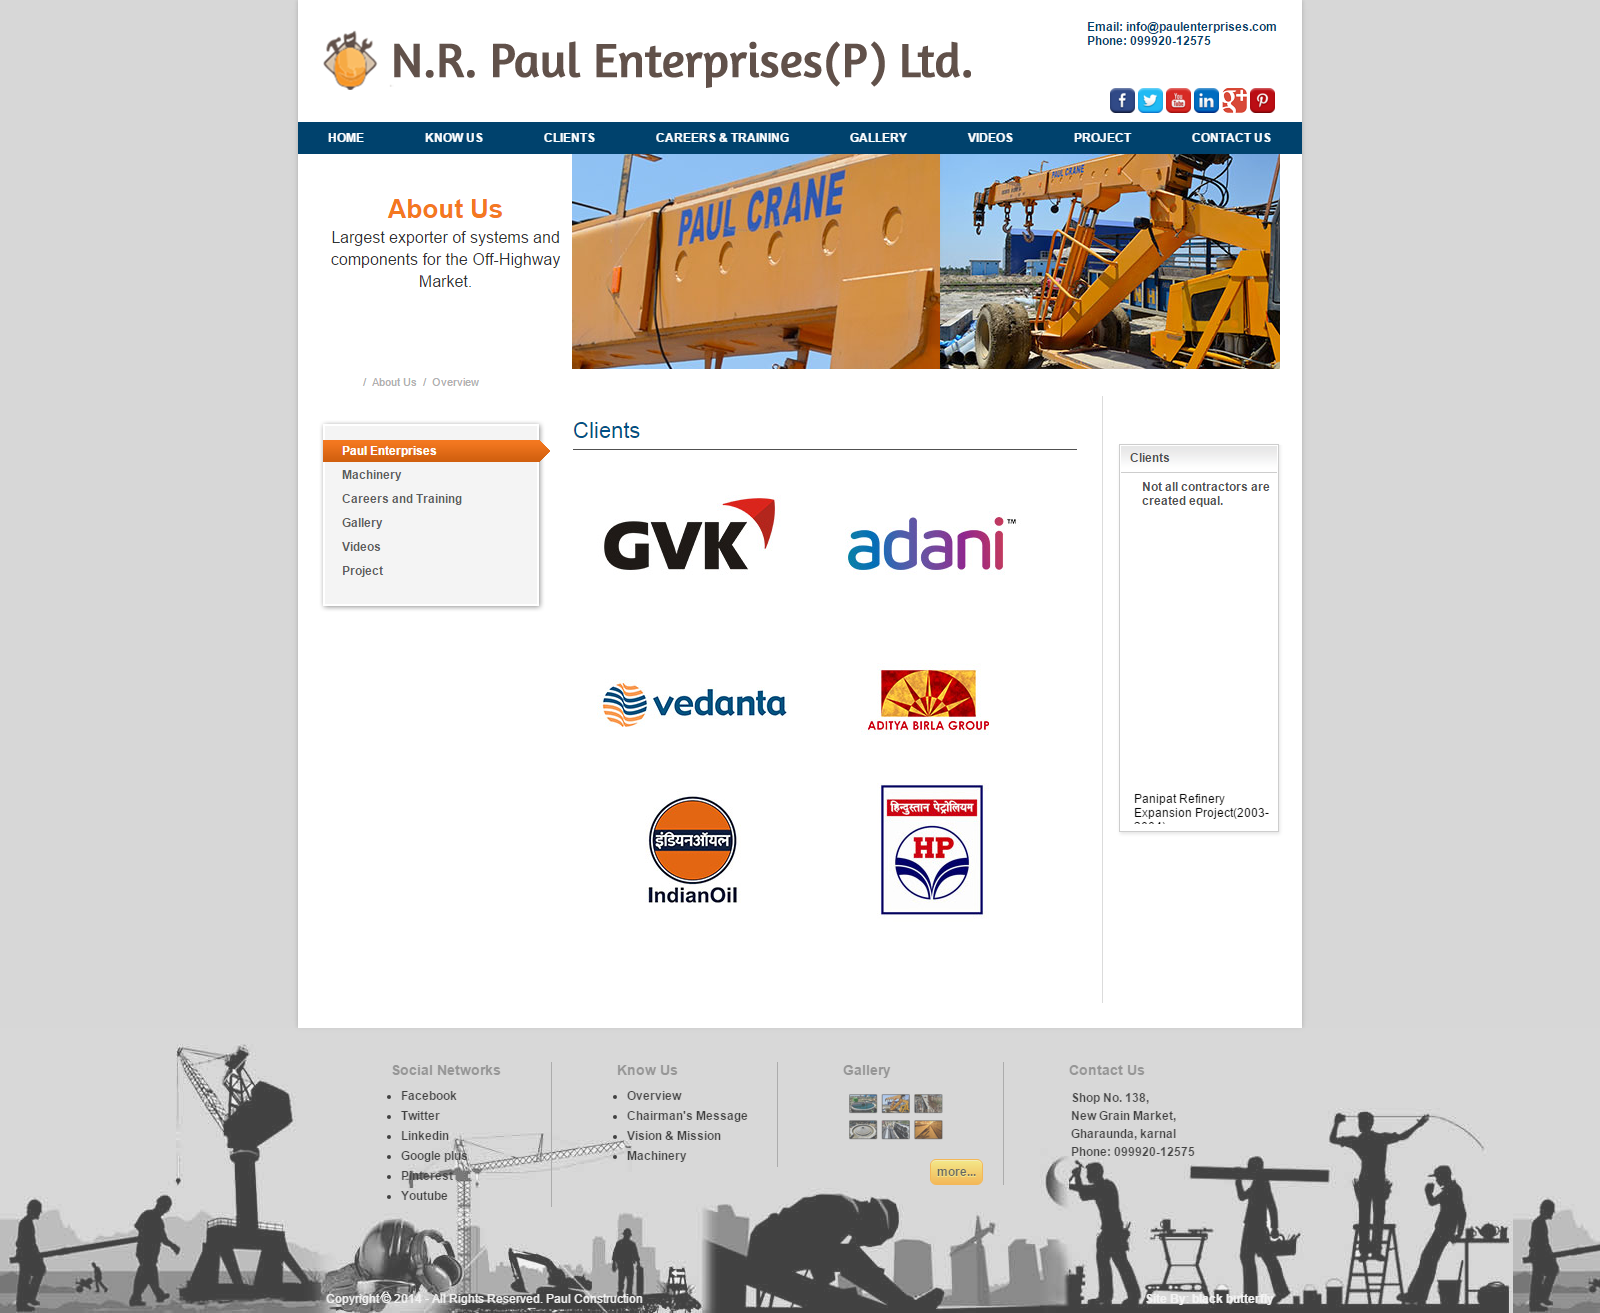 N.R. Paul Enterprises(P) Ltd.
Email: info@paulenterprises.com
Phone: 099920-12575
You
Tube
HOME KNOW US CLIENTS CAREERS & TRAINING GALLERY VIDEOS PROJECT CONTACT US
About Us
Largest exporter of systems and
components for the Off-Highway
Market.
PAUL CRANE
PAUL CRANE
/ About Us / Overview
Paul Enterprises
Machinery
Careers and Training
Gallery
Videos
Project
Clients
GVK
adani™
vedanta
ADITYA BIRLA GROUP
इंडियनऑयल
IndianOil
हिन्दुस्तान पेट्रोलियम
HP
Clients
Not all contractors are
created equal.
Panipat Refinery
Expansion Project(2003-
Social Networks
Facebook
Twitter
Linkedin
Google plus
Pinterest
Youtube
Know Us
Overview
Chairman's Message
Vision & Mission
Machinery
Gallery
more...
Contact Us
Shop No. 138,
New Grain Market,
Gharaunda, karnal
Phone: 099920-12575
Copyright © 2014 - All Rights Reserved. Paul Construction
Site By: black butterfly